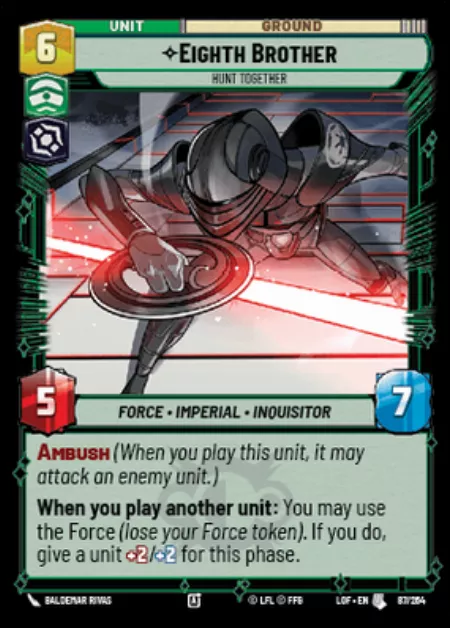 UNIT
GROUND
6
✧EIGHTH BROTHER
HUNT TOGETHER
5
FORCE • IMPERIAL • INQUISITOR
7
AMBUSH (When you play this unit, it may
attack an enemy unit.)
When you play another unit: You may use
the Force (lose your Force token). If you do,
give a unit +2/+2 for this phase.
BALDEMAR RIVAS
A
© LFL © FFG
LOF • EN
87/264